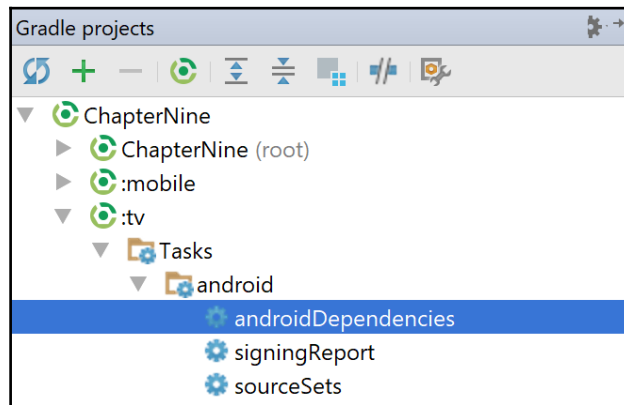 Gradle projects
ChapterNine
ChapterNine (root)
:mobile
:tv
Tasks
android
androidDependencies
signingReport
sourceSets